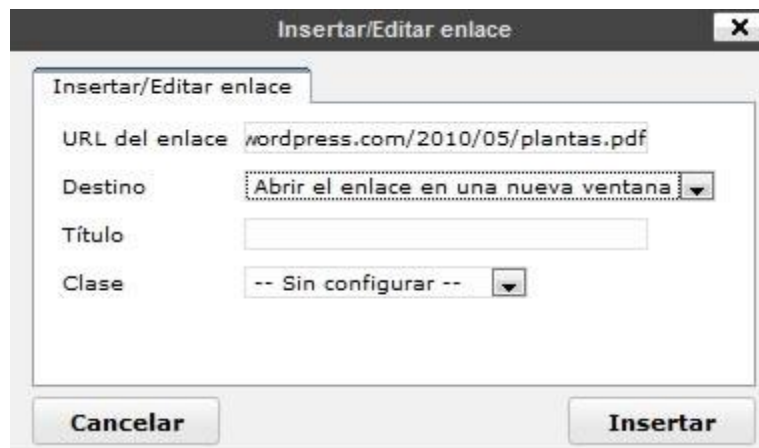 Insertar/Editar enlace
Insertar/Editar enlace
URL del enlace wordpress.com/2010/05/plantas.pdf
Destino Abrir el enlace en una nueva ventana
Título
Clase -- Sin configurar --
Cancelar Insertar